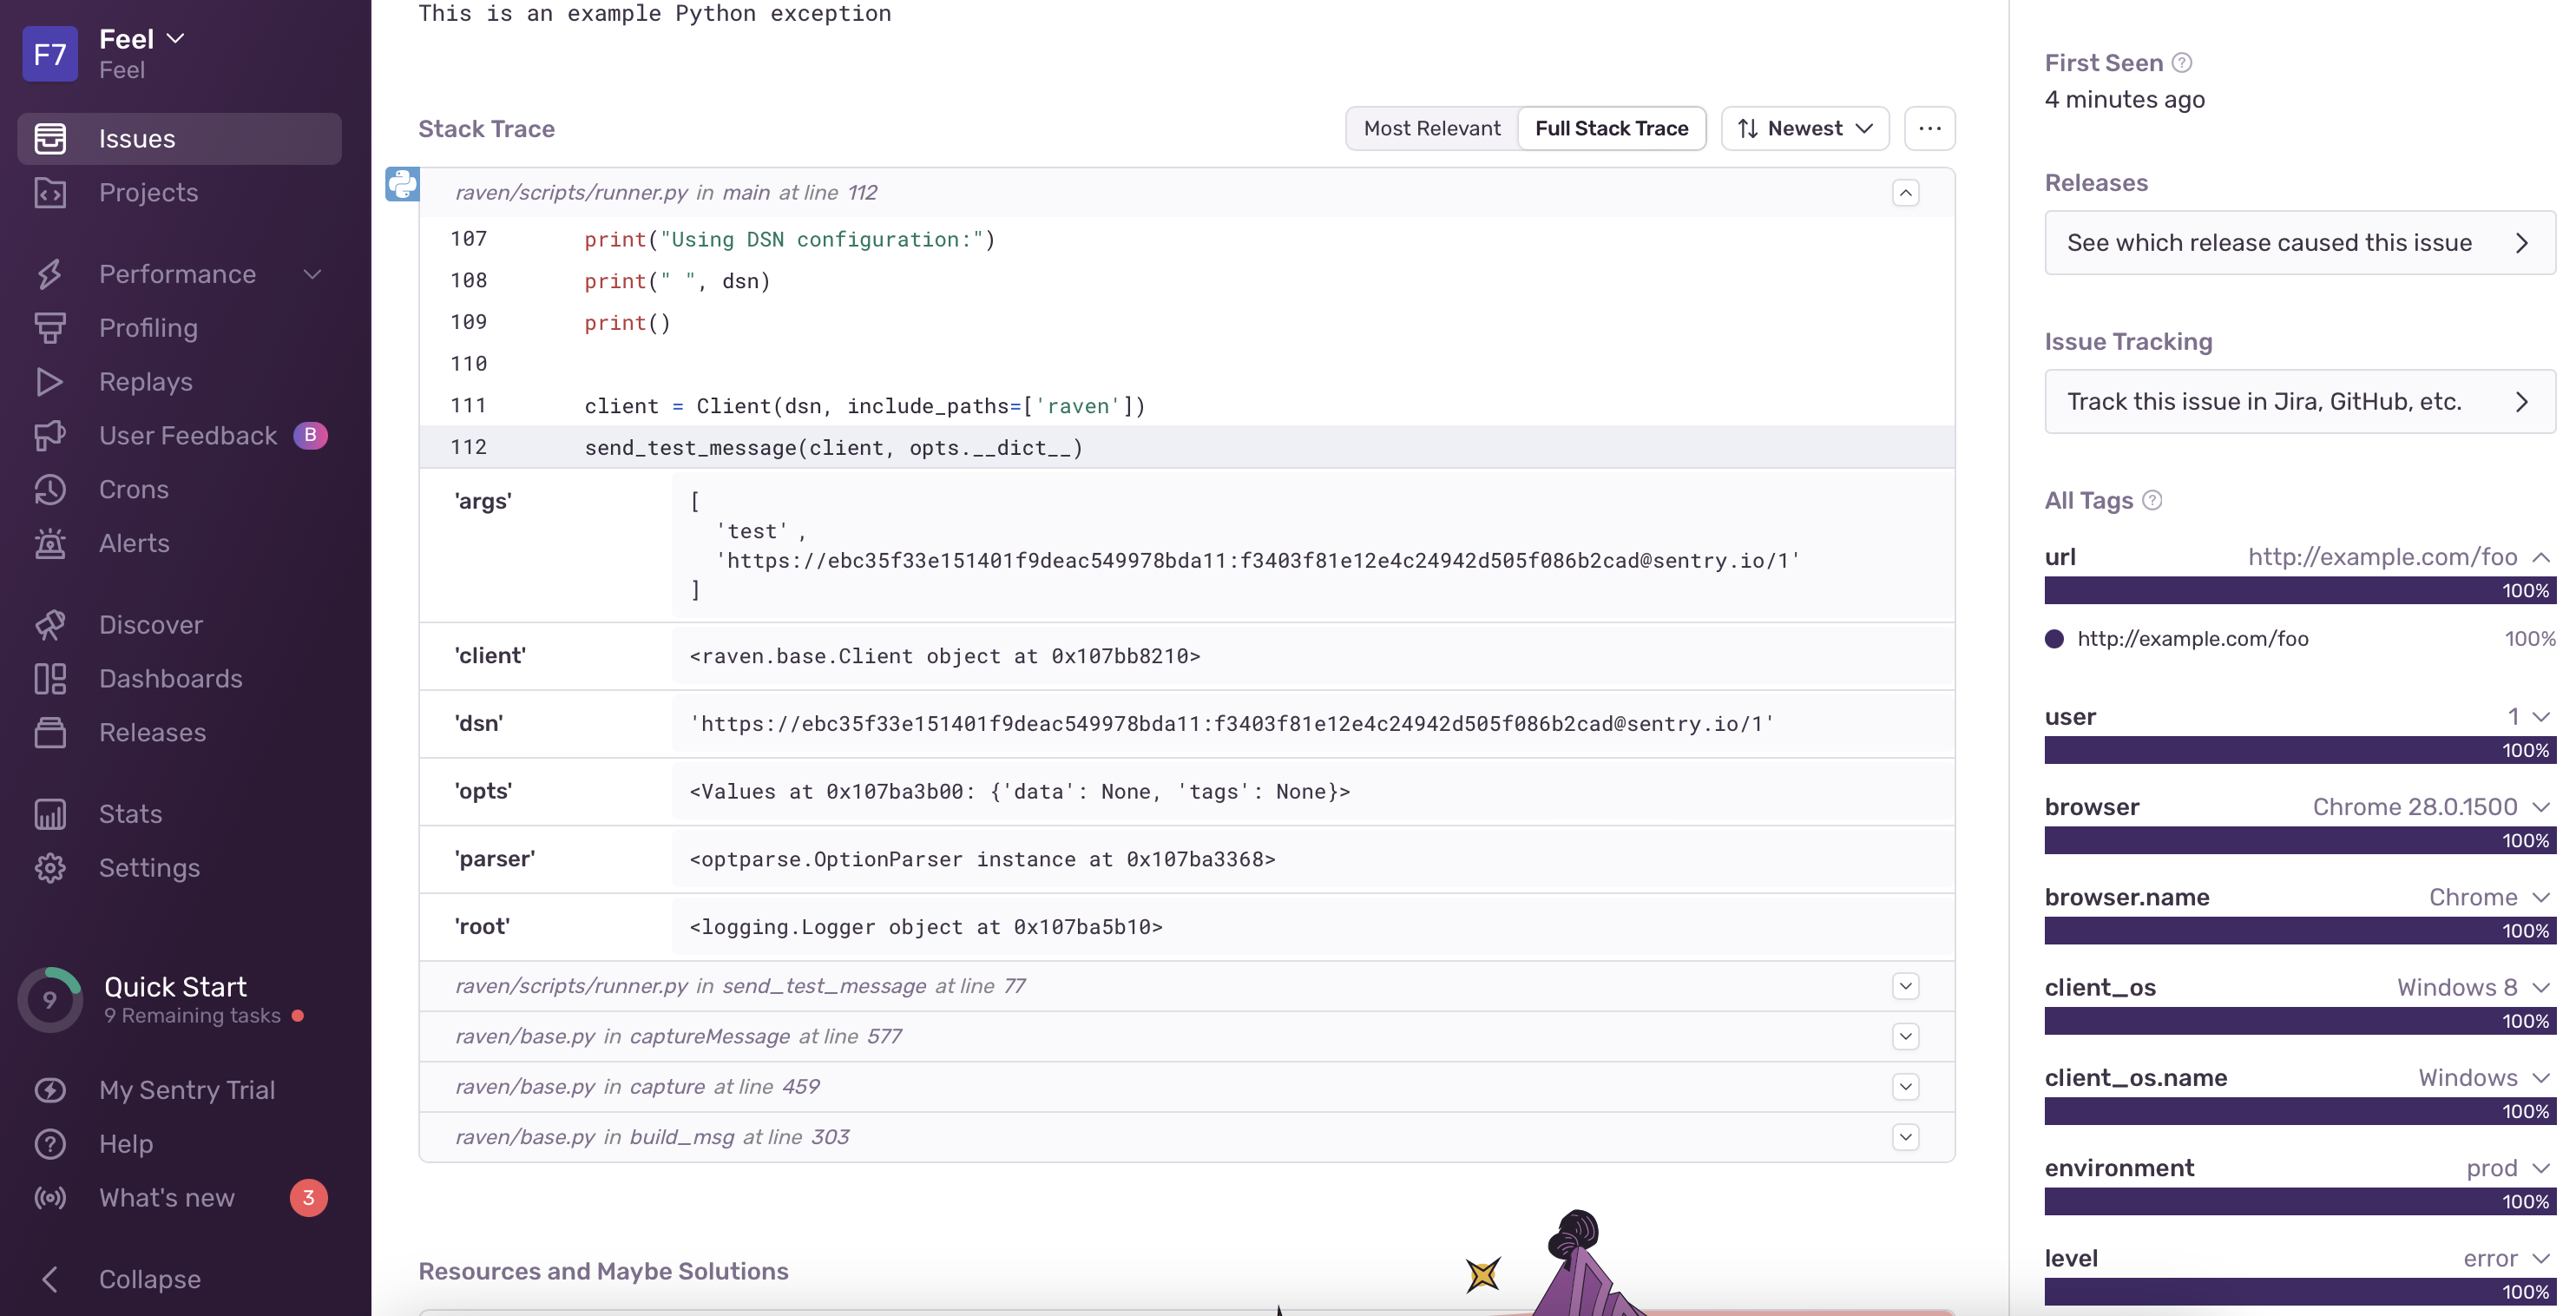 F7
Feel
Feel
Issues
Projects
Performance
Profiling
Replays
User Feedback B
Crons
Alerts
Discover
Dashboards
Releases
Stats
Settings
9
Quick Start
9 Remaining tasks
My Sentry Trial
Help
What's new 3
Collapse
This is an example Python exception
Stack Trace
Most Relevant Full Stack Trace Newest
raven/scripts/runner.py in main at line 112
107 print("Using DSN configuration:")
108 print(" ", dsn)
109 print()
110
111 client = Client(dsn, include_paths=['raven'])
112 send_test_message(client, opts.__dict__)
'args' [
'test' ,
'https://ebc35f33e151401f9deac549978bda11:f3403f81e12e4c24942d505f086b2cad@sentry.io/1'
]
'client' <raven.base.Client object at 0x107bb8210>
'dsn' 'https://ebc35f33e151401f9deac549978bda11:f3403f81e12e4c24942d505f086b2cad@sentry.io/1'
'opts' <Values at 0x107ba3b00: {'data': None, 'tags': None}>
'parser' <optparse.OptionParser instance at 0x107ba3368>
'root' <logging.Logger object at 0x107ba5b10>
raven/scripts/runner.py in send_test_message at line 77
raven/base.py in captureMessage at line 577
raven/base.py in capture at line 459
raven/base.py in build_msg at line 303
Resources and Maybe Solutions
First Seen ?
4 minutes ago
Releases
See which release caused this issue
Issue Tracking
Track this issue in Jira, GitHub, etc.
All Tags ?
url http://example.com/foo
100%
http://example.com/foo 100%
user 1
100%
browser Chrome 28.0.1500
100%
browser.name Chrome
100%
client_os Windows 8
100%
client_os.name Windows
100%
environment prod
100%
level error
100%